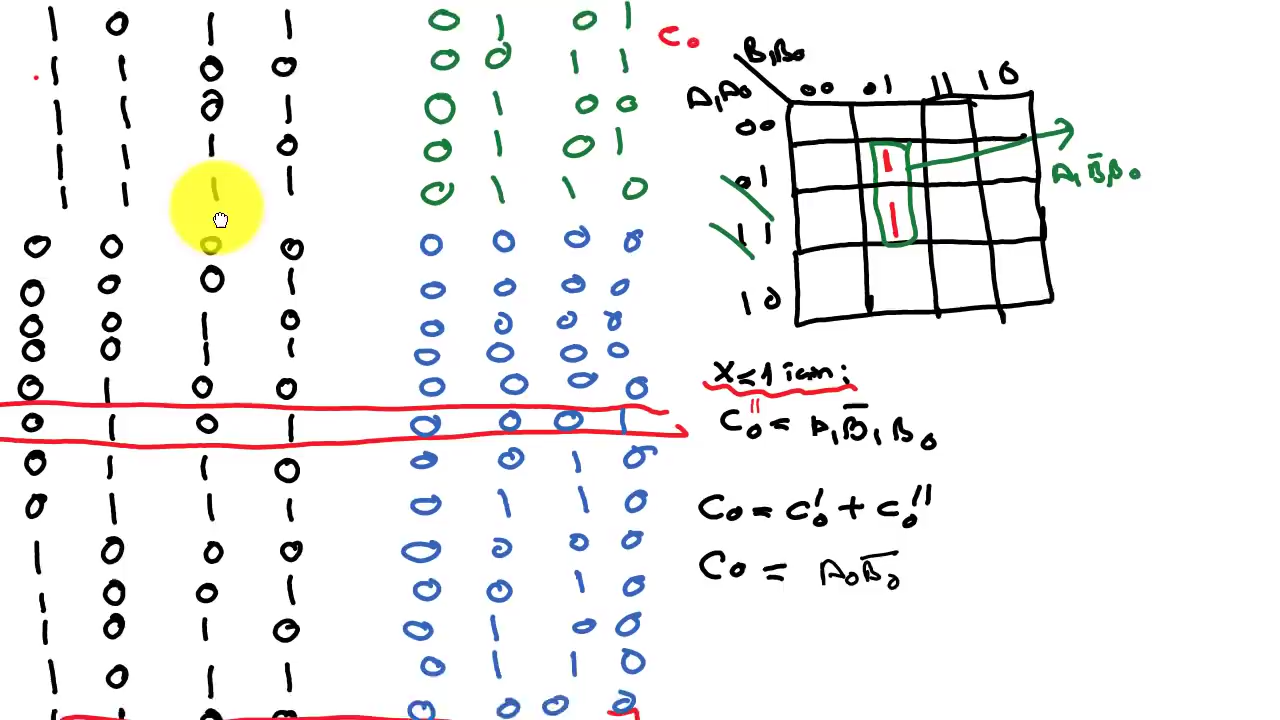 1 0 1 1 0 1 0 1
1 1 0 0 0 0 1 1
1 1 0 1 0 1 0 0
1 1 1 0 0 1 0 1
1 1 1 1 0 1 1 0
0 0 0 0 0 0 0 0
0 0 0 1 0 0 0 0
0 0 1 0 0 0 0 0
0 0 1 1 0 0 0 0
0 1 0 0 0 0 0 0
0 1 0 1 0 0 0 1
0 1 1 0 0 0 1 0
0 1 1 1 0 1 1 0
1 0 0 0 0 0 0 0
1 0 0 1 0 0 1 0
1 0 1 0 0 1 0 0
1 0 1 1 0 1 1 0
1 1 0 0 0 0 0 0
C₀
B₁B₀
A₁A₀ 00 01 11 10
00
01 1
11 1
10
A₁B̅₁B₀
X=1 için:
C₀'' = A₁B̅₁B₀
C₀ = C₀' + C₀''
C₀ = A₀B̅₀